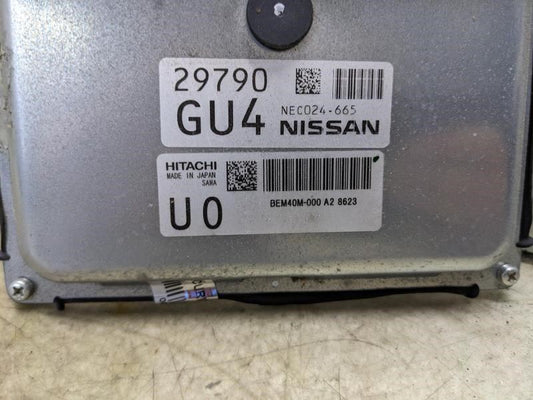 29790
GU4
NEC024-665
NISSAN
HITACHI
MADE IN JAPAN
SAWA
U0
BEM40M-000 A2 8623